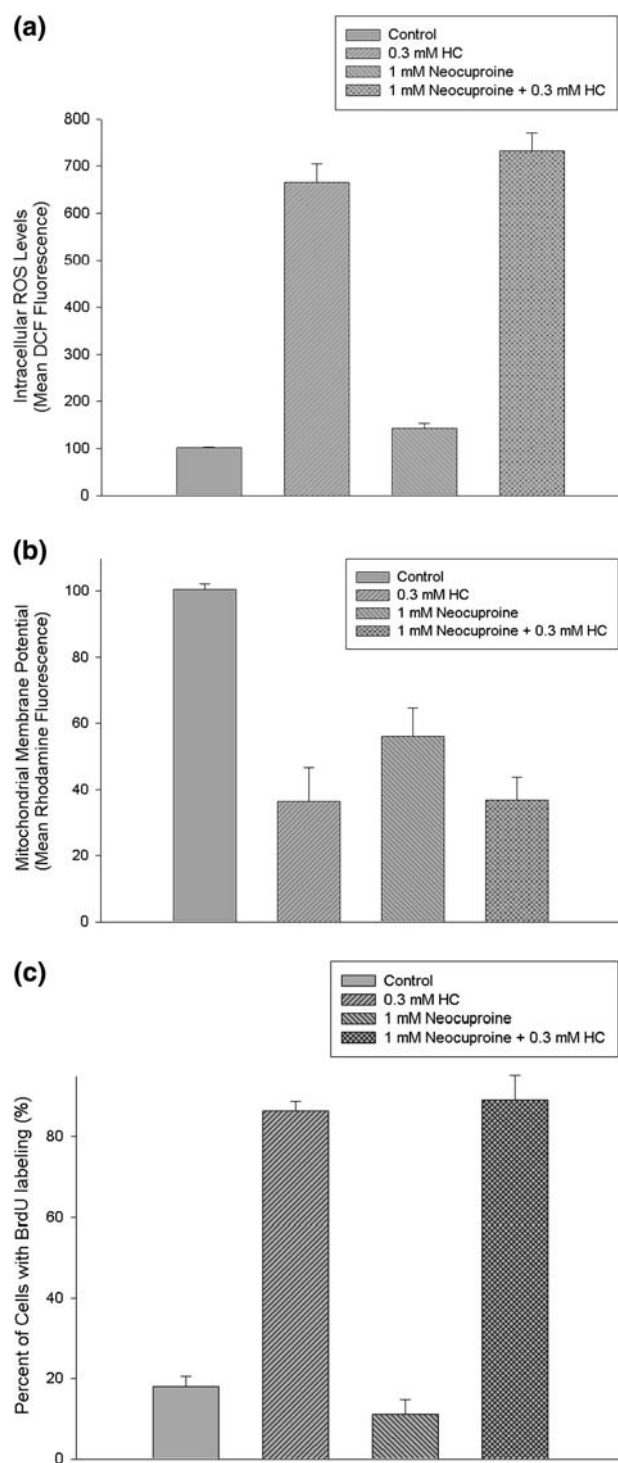 (a)
Control
0.3 mM HC
1 mM Neocuproine
1 mM Neocuproine + 0.3 mM HC
Intracellular ROS Levels
(Mean DCF Fluorescence)
800
700
600
500
400
300
200
100
0
(b)
Control
0.3 mM HC
1 mM Neocuproine
1 mM Neocuproine + 0.3 mM HC
Mitochondrial Membrane Potential
(Mean Rhodamine Fluorescence)
100
80
60
40
20
0
(c)
Control
0.3 mM HC
1 mM Neocuproine
1 mM Neocuproine + 0.3 mM HC
Percent of Cells with BrdU labeling (%)
80
60
40
20
0